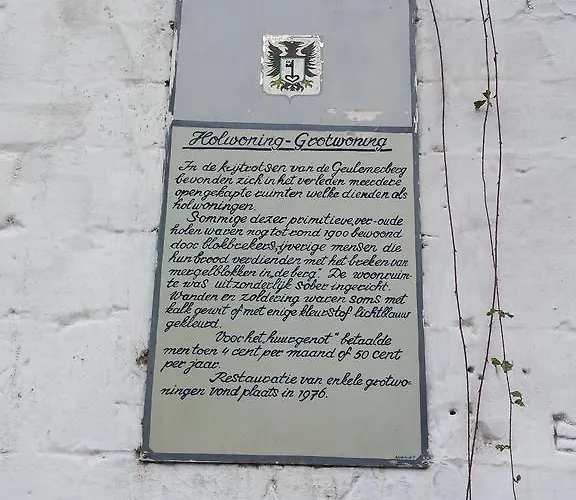 Holwoning-Grotwoning
In de krijtrotsen van de Geulemerberg
bevonden zich in het verleden meerdere
open gekapte ruimten welke dienden als
holwoningen.
Sommige dezer primitieve, ver-oude
holen waren nog tot rond 1900 bewoond
door blokbrekers, ijverige mensen die
hun brood verdienden met het breken van
mergelblokken in „de berg". De woonruim-
te was uitzonderlijk sober ingericht.
Wanden en zoldering waren soms met
kalk gewit of met enige kleurstof lichtblauw
gekleurd.
Voor het „huurgenot" betaalde
men toen 4 cent per maand of 50 cent
per jaar.
Restauratie van enkele grotwo-
ningen vond plaats in 1976.